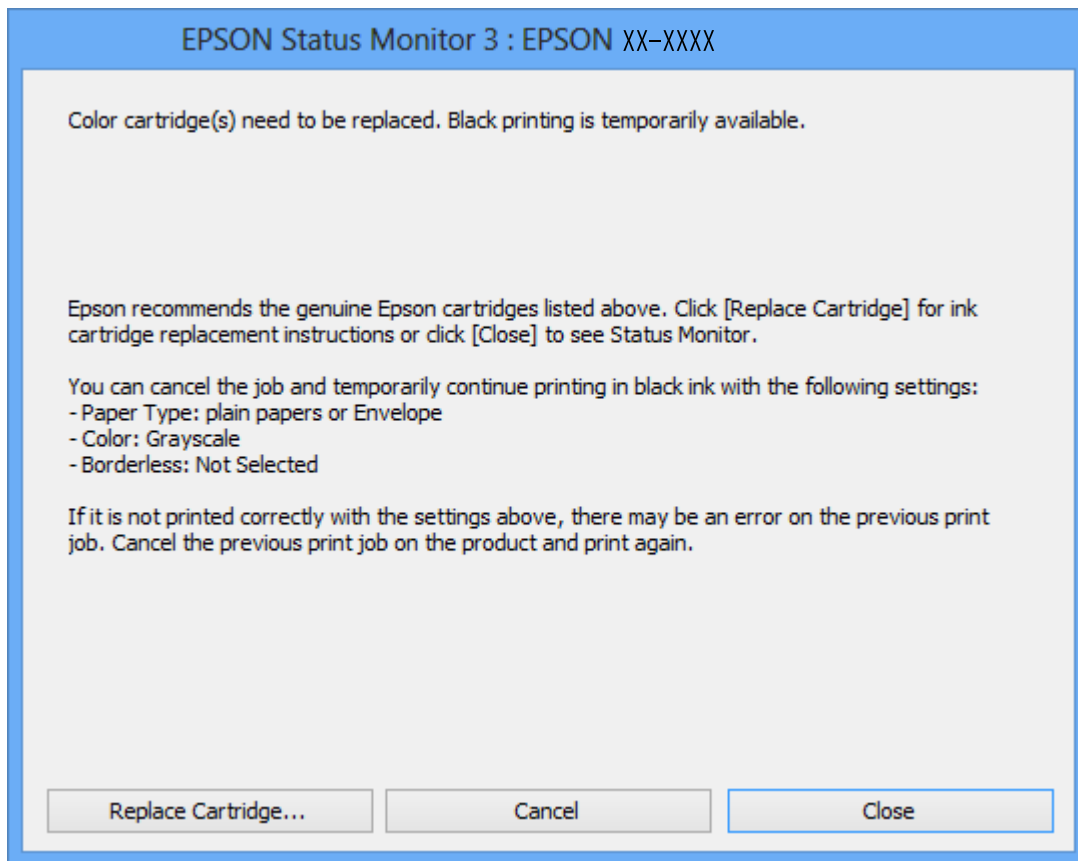 EPSON Status Monitor 3 : EPSON XX-XXXX
Color cartridge(s) need to be replaced. Black printing is temporarily available.
Epson recommends the genuine Epson cartridges listed above. Click [Replace Cartridge] for ink
cartridge replacement instructions or click [Close] to see Status Monitor.
You can cancel the job and temporarily continue printing in black ink with the following settings:
- Paper Type: plain papers or Envelope
- Color: Grayscale
- Borderless: Not Selected
If it is not printed correctly with the settings above, there may be an error on the previous print
job. Cancel the previous print job on the product and print again.
Replace Cartridge... Cancel Close